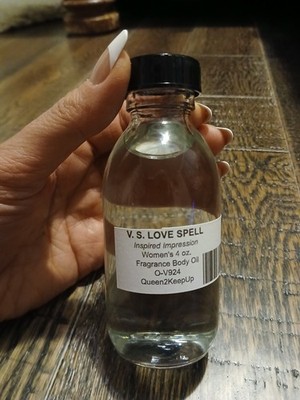 V. S. LOVE SPELL
Inspired Impression
Women's 4 oz.
Fragrance Body Oil
O-V924
Queen2KeepUp